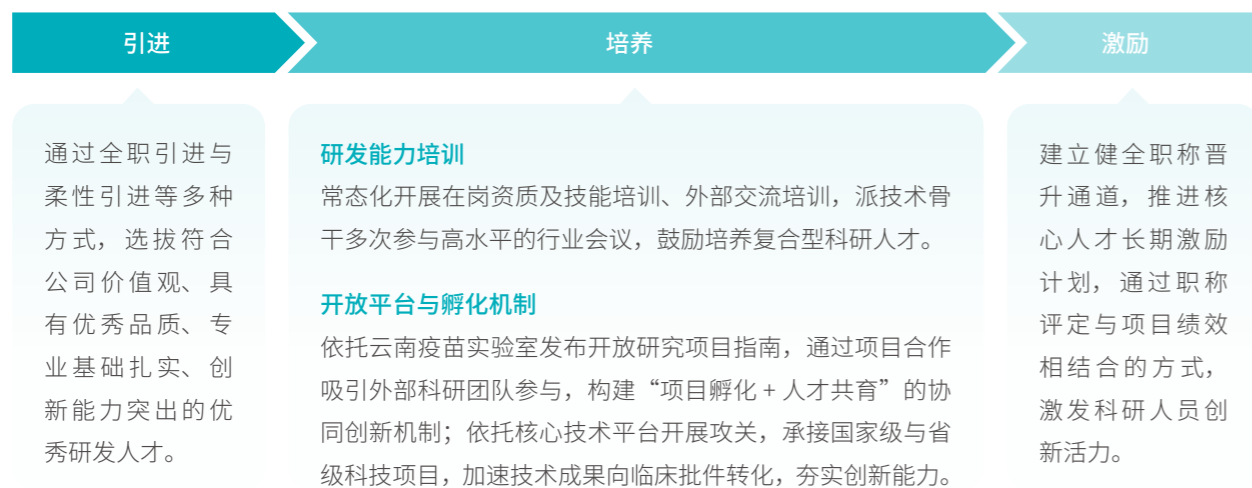 引进
培养
激励
通过全职引进与
柔性引进等多种
方式，选拔符合
公司价值观、具
有优秀品质、专
业基础扎实、创
新能力突出的优
秀研发人才。
研发能力培训
常态化开展在岗资质及技能培训、外部交流培训，派技术骨
干多次参与高水平的行业会议，鼓励培养复合型科研人才。
开放平台与孵化机制
依托云南疫苗实验室发布开放研究项目指南，通过项目合作
吸引外部科研团队参与，构建“项目孵化 + 人才共育”的协
同创新机制；依托核心技术平台开展攻关，承接国家级与省
级科技项目，加速技术成果向临床批件转化，夯实创新能力。
建立健全职称晋
升通道，推进核
心人才长期激励
计划，通过职称
评定与项目绩效
相结合的方式，
激发科研人员创
新活力。